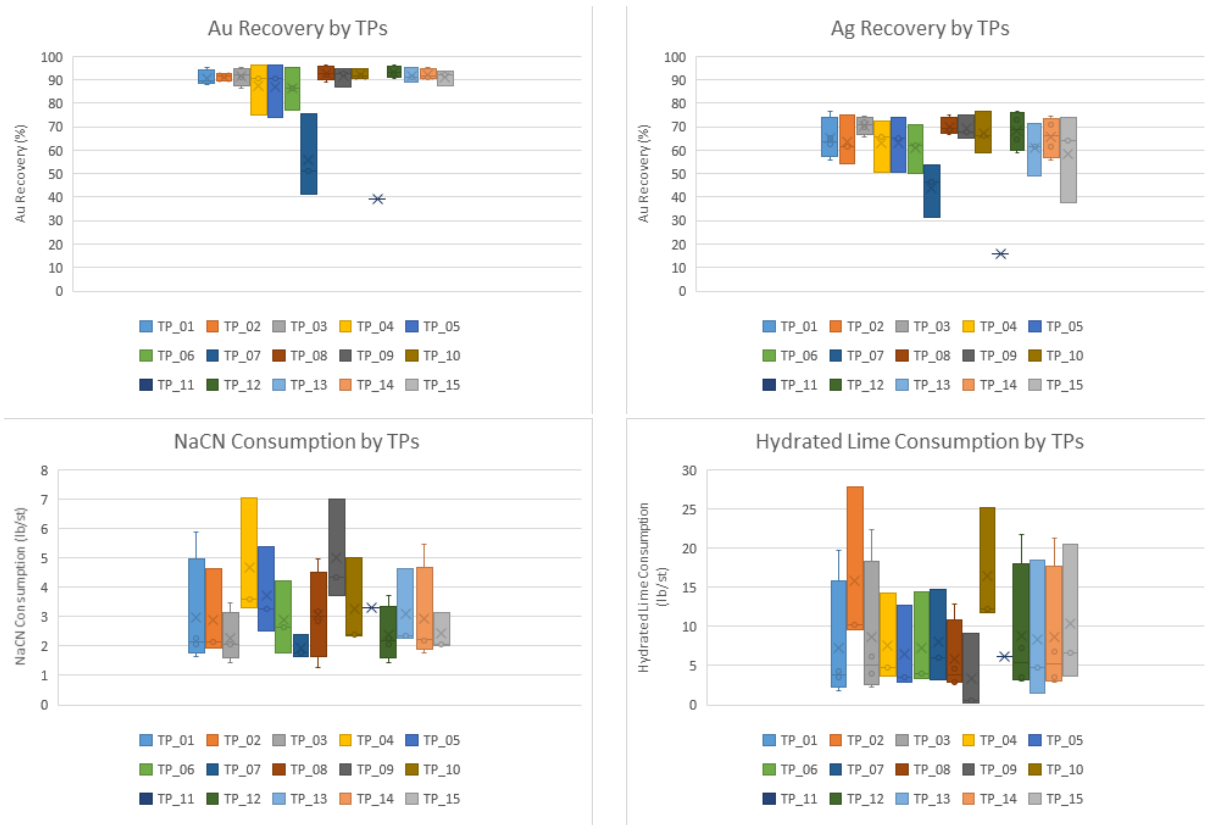 Au Recovery by TPs
Au Recovery (%)
100
90
80
70
60
50
40
30
20
10
0
TP_01 TP_02 TP_03 TP_04 TP_05
TP_06 TP_07 TP_08 TP_09 TP_10
TP_11 TP_12 TP_13 TP_14 TP_15
Ag Recovery by TPs
Au Recovery (%)
100
90
80
70
60
50
40
30
20
10
0
TP_01 TP_02 TP_03 TP_04 TP_05
TP_06 TP_07 TP_08 TP_09 TP_10
TP_11 TP_12 TP_13 TP_14 TP_15
NaCN Consumption by TPs
NaCN Consumption (lb/st)
8
7
6
5
4
3
2
1
0
TP_01 TP_02 TP_03 TP_04 TP_05
TP_06 TP_07 TP_08 TP_09 TP_10
TP_11 TP_12 TP_13 TP_14 TP_15
Hydrated Lime Consumption by TPs
Hydrated Lime Consumption
(lb/st)
30
25
20
15
10
5
0
TP_01 TP_02 TP_03 TP_04 TP_05
TP_06 TP_07 TP_08 TP_09 TP_10
TP_11 TP_12 TP_13 TP_14 TP_15